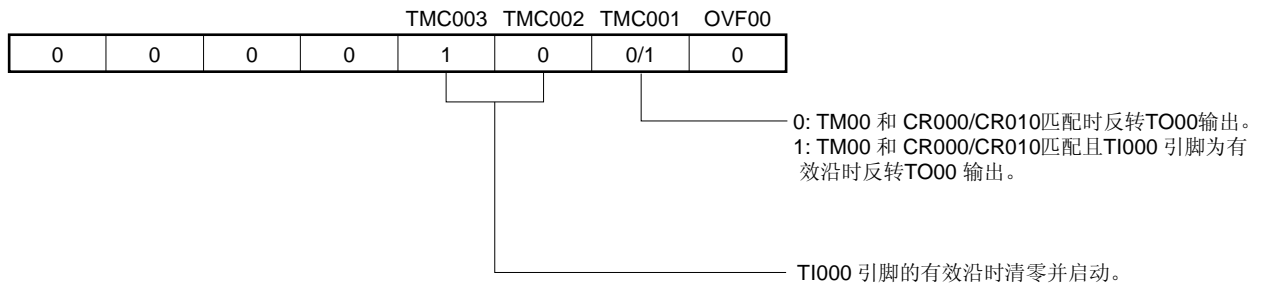 TMC003 TMC002 TMC001 OVF00
0 0 0 0 1 0 0/1 0
0: TM00 和 CR000/CR010匹配时反转TO00输出。
1: TM00 和 CR000/CR010匹配且TI000 引脚为有
效沿时反转TO00 输出。
TI000 引脚的有效沿时清零并启动。